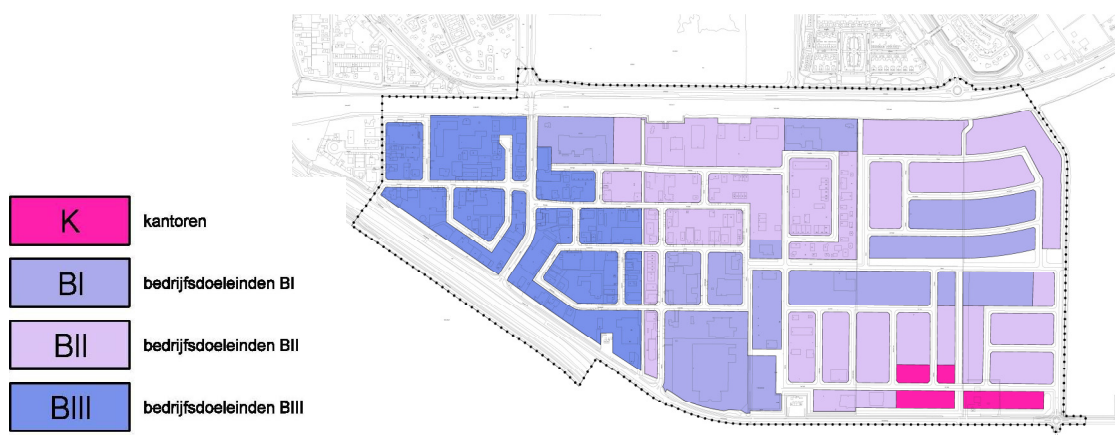 K kantoren
BI bedrijfsdoeleinden BI
BII bedrijfsdoeleinden BII
BIII bedrijfsdoeleinden BIII